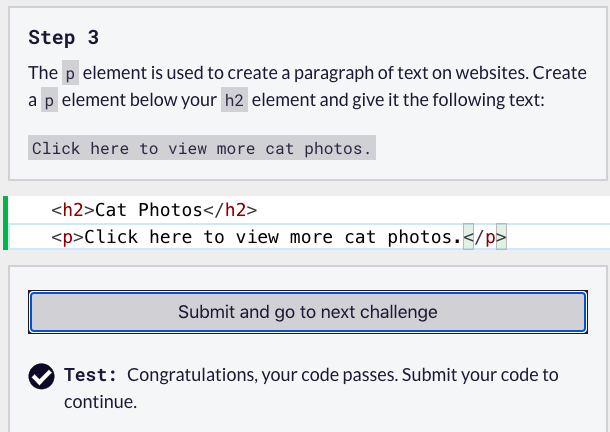 Step 3
The p element is used to create a paragraph of text on websites. Create
a p element below your h2 element and give it the following text:
Click here to view more cat photos.
<h2>Cat Photos</h2>
<p>Click here to view more cat photos.</p>
Submit and go to next challenge
Test: Congratulations, your code passes. Submit your code to
continue.